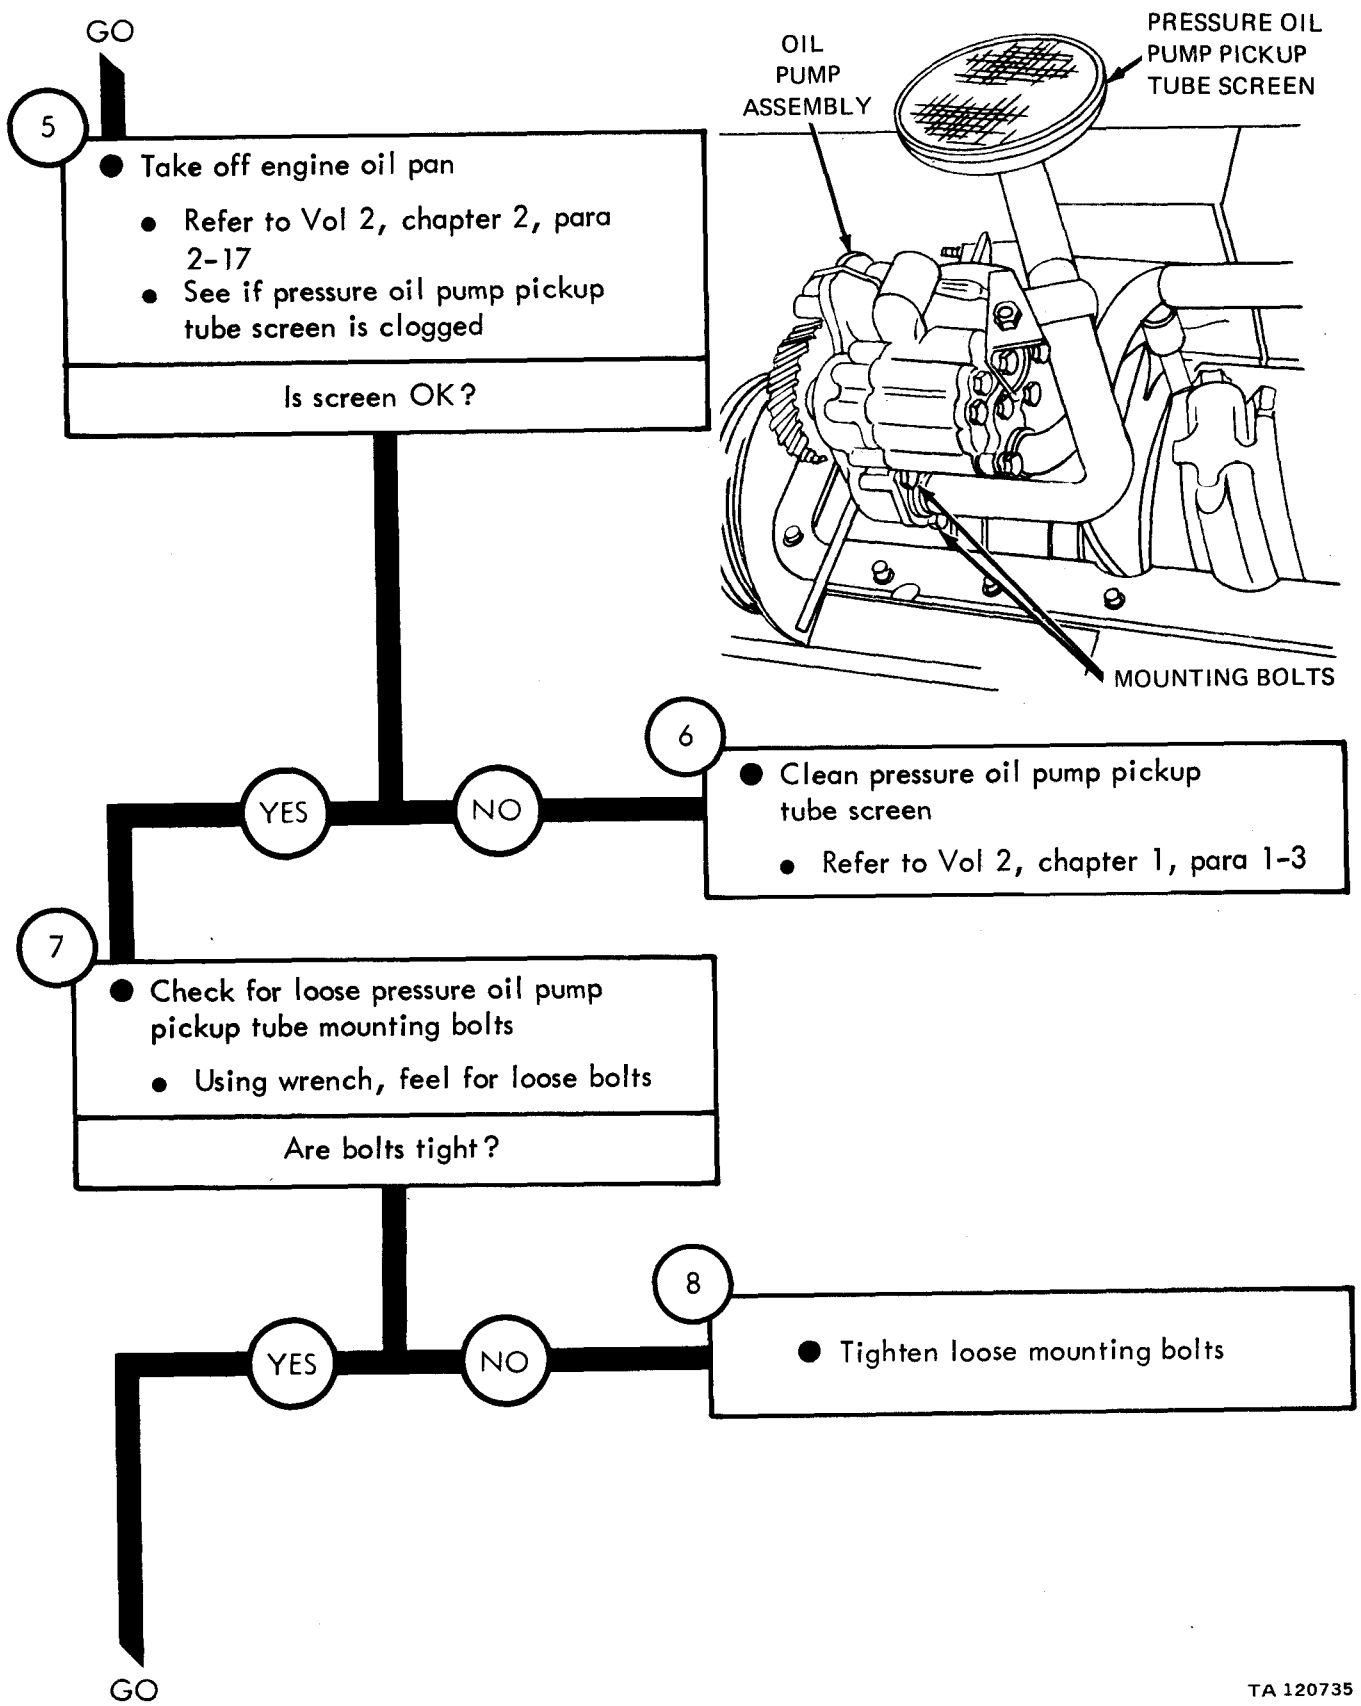 GO
OIL
PUMP
ASSEMBLY
PRESSURE OIL
PUMP PICKUP
TUBE SCREEN
5
● Take off engine oil pan
● Refer to Vol 2, chapter 2, para
2-17
● See if pressure oil pump pickup
tube screen is clogged
Is screen OK?
MOUNTING BOLTS
YES
NO
6
● Clean pressure oil pump pickup
tube screen
● Refer to Vol 2, chapter 1, para 1-3
7
● Check for loose pressure oil pump
pickup tube mounting bolts
● Using wrench, feel for loose bolts
Are bolts tight?
YES
NO
8
● Tighten loose mounting bolts
GO
TA 120735